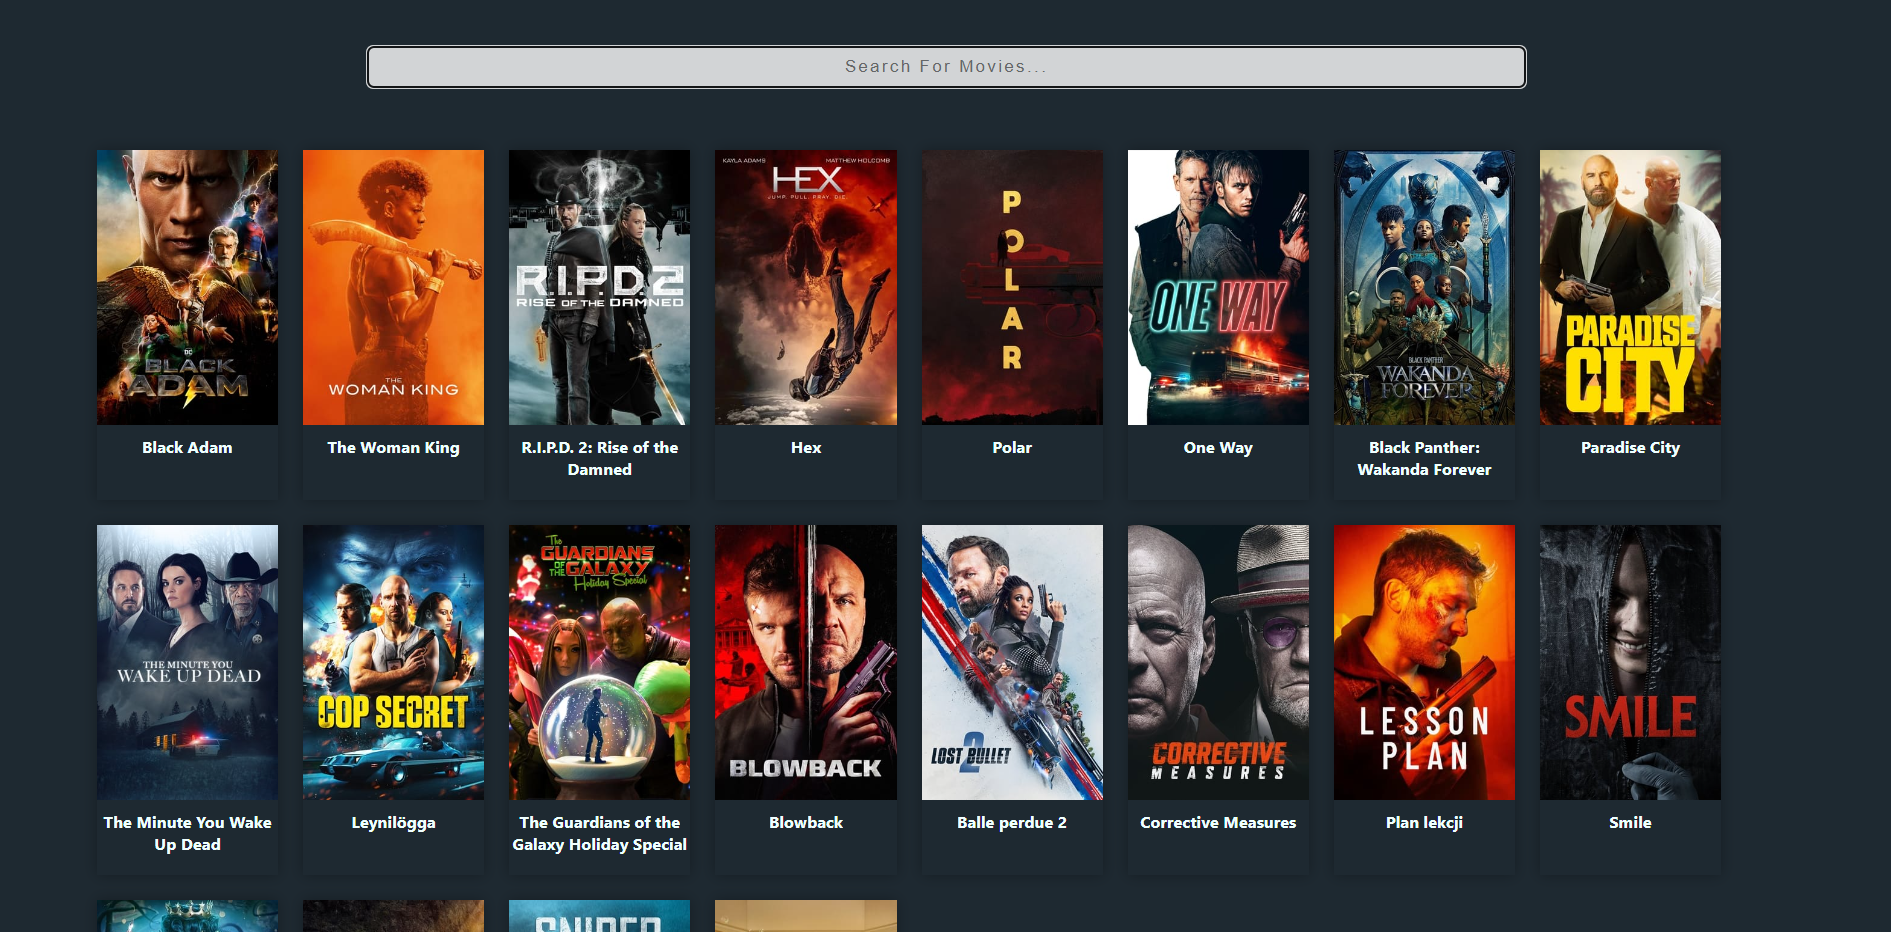 Search For Movies...
DC
BLACK
ADAM
Black Adam
THE
WOMAN KING
The Woman King
R.I.P.D. 2
RISE OF THE DAMNED
R.I.P.D. 2: Rise of the
Damned
KAYLA ADAMS MATTHEW HOLCOMB
HEX
JUMP. PULL. PRAY. DIE.
Hex
POLAR
Polar
ONE WAY
One Way
BLACK PANTHER
WAKANDA
FOREVER
Black Panther:
Wakanda Forever
PARADISE
CITY
Paradise City
THE MINUTE YOU
WAKE UP DEAD
The Minute You Wake
Up Dead
COP SECRET
Leynilögga
The
GUARDIANS
OF THE GALAXY
Holiday Special
The Guardians of the
Galaxy Holiday Special
BLOWBACK
Blowback
LOST BULLET 2
Balle perdue 2
CORRECTIVE
MEASURES
Corrective Measures
LESSON
PLAN
Plan lekcji
SMILE
Smile
SNIPER